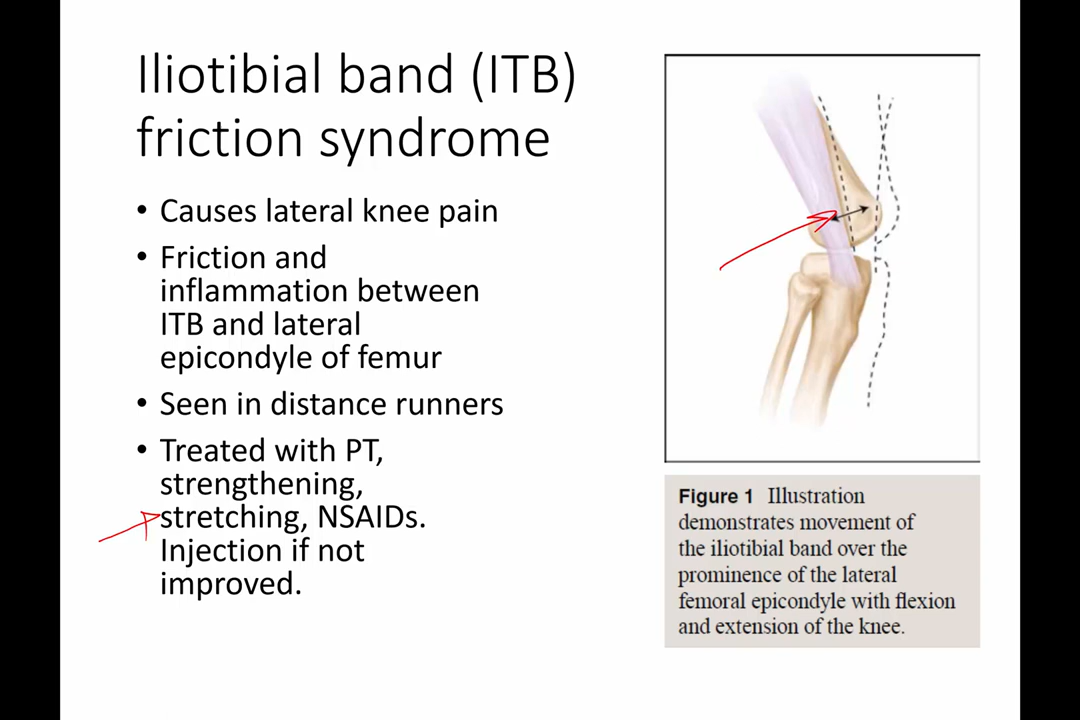 Iliotibial band (ITB)
friction syndrome
• Causes lateral knee pain
• Friction and
inflammation between
ITB and lateral
epicondyle of femur
• Seen in distance runners
• Treated with PT,
strengthening,
stretching, NSAIDs.
Injection if not
improved.
Figure 1 Illustration
demonstrates movement of
the iliotibial band over the
prominence of the lateral
femoral epicondyle with flexion
and extension of the knee.